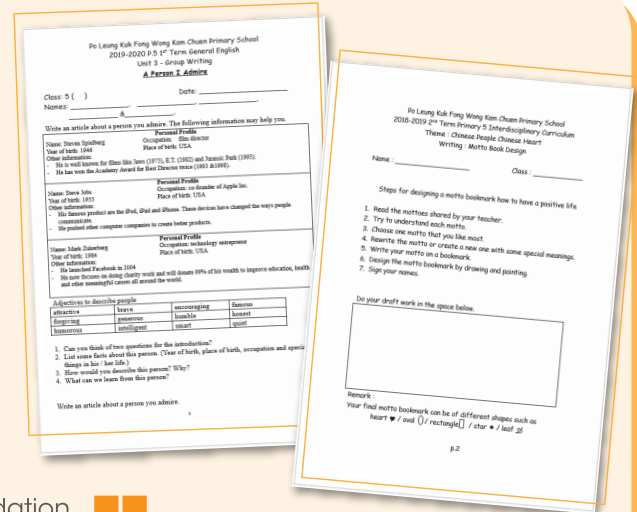 Po Leung Kuk Fong Wong Kam Chuen Primary School
2019-2020 P.5 1st Term General English
Unit 3 - Group Writing
A Person I Admire
Class: 5 ( )
Date:
Names: , , ,
&
Write an article about a person you admire. The following information may help you.
Personal Profile
Name: Steven Spielberg
Occupation: film director
Year of birth: 1946
Place of birth: USA
Other information:
- He is well known for films like Jaws (1975), E.T. (1982) and Jurassic Park (1993).
- He has won the Academy Award for Best Director twice (1993 &1998).
Personal Profile
Name: Steve Jobs
Occupation: co-founder of Apple Inc.
Year of birth: 1955
Place of birth: USA
Other information:
- His famous product are the iPod, iPad and iPhone. These devices have changed the ways people
communicate.
- He pushed other computer companies to create better products.
Personal Profile
Name: Mark Zukerberg
Occupation: technology entrepreneur
Year of birth: 1984
Place of birth: USA
Other information:
- He launched Facebook in 2004
- He now focuses on doing charity work and will donate 99% of his wealth to improve education, health
and other meaningful causes all around the world.
Adjectives to describe people
attractive brave encouraging famous
forgiving generous humble honest
humorous intelligent smart quiet
1. Can you think of two questions for the introduction?
2. List some facts about this person. (Year of birth, place of birth, occupation and specia
things in his / her life.)
3. How would you describe this person? Why?
4. What can we learn from this person?
Write an article about a person you admire.
1
Po Leung Kuk Fong Wong Kam Chuen Primary School
2018-2019 2nd Term Primary 5 Interdisciplinary Curriculum
Theme : Chinese People Chinese Heart
Writing : Motto Book Design
Name :
Class :
Steps for designing a motto bookmark how to have a positive life
1. Read the mottoes shared by your teacher.
2. Try to understand each motto.
3. Choose one motto that you like most.
4. Rewrite the motto or create a new one with some special meanings.
5. Write your motto on a bookmark.
6. Design the motto bookmark by drawing and painting.
7. Sign your names.
Do your draft work in the space below.
Remark :
Your final motto bookmark can be of different shapes such as
heart ♥ / oval / rectangle / star / leaf
p.2
dation